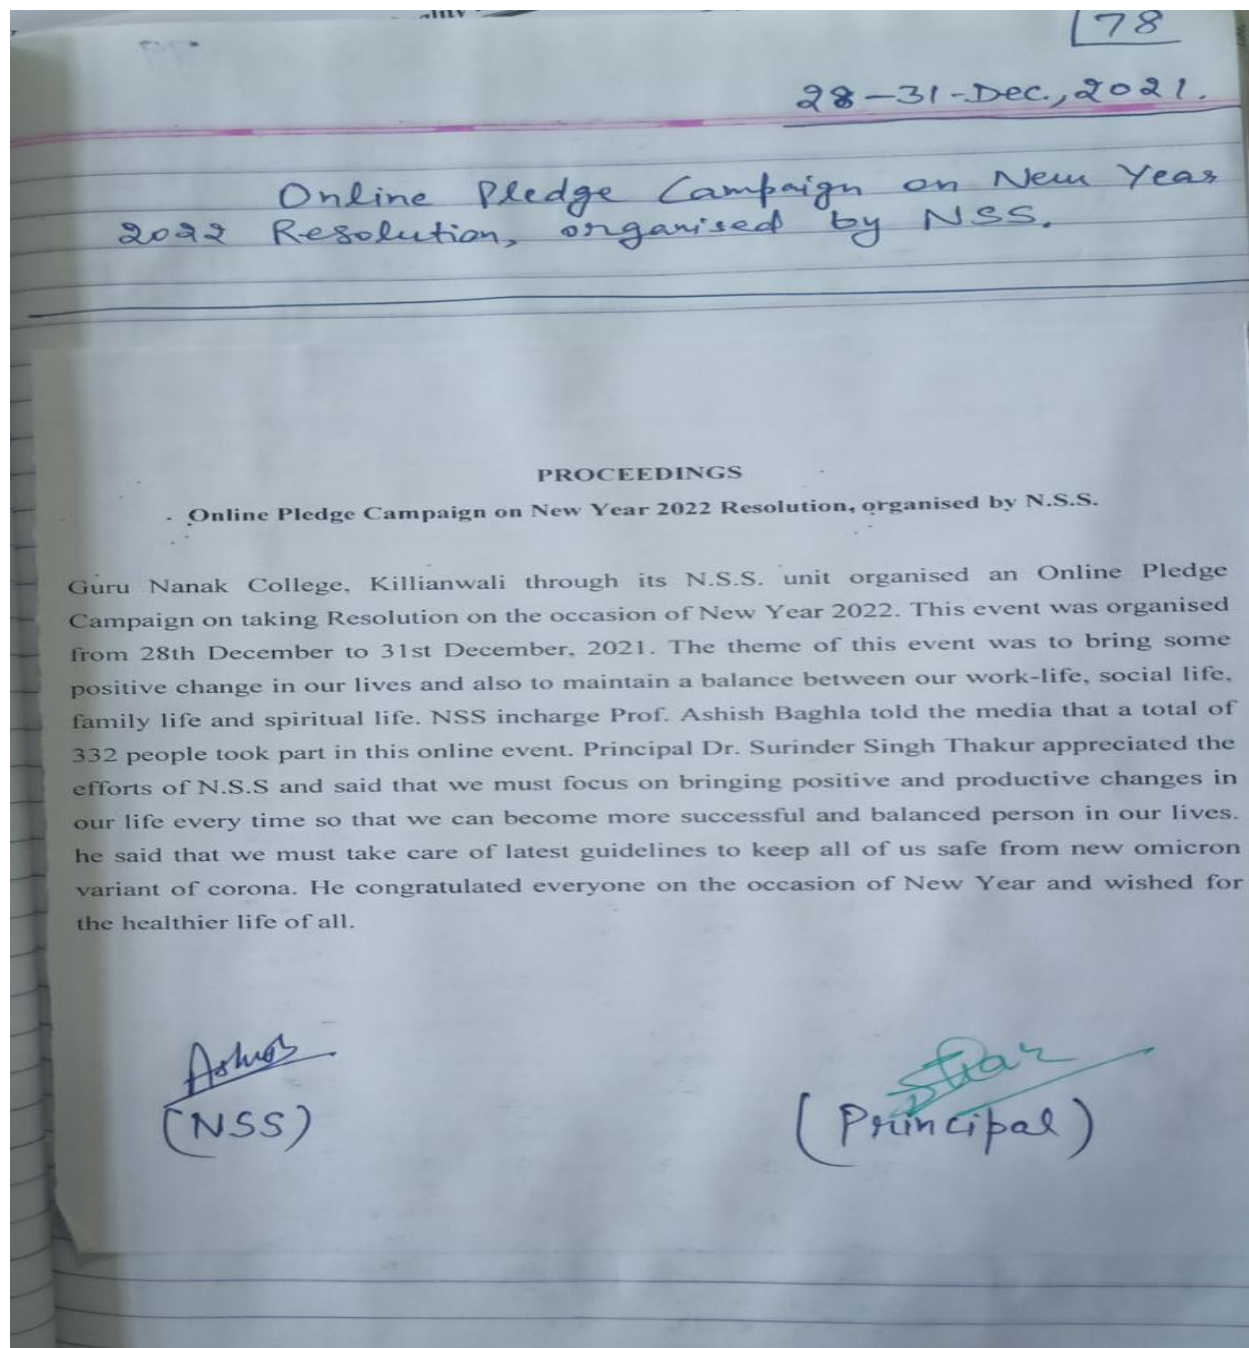 78
28-31-Dec., 2021.
Online Pledge Campaign on New Year
2022 Resolution, organised by NSS.
PROCEEDINGS
Online Pledge Campaign on New Year 2022 Resolution, organised by N.S.S.
Guru Nanak College, Killianwali through its N.S.S. unit organised an Online Pledge
Campaign on taking Resolution on the occasion of New Year 2022. This event was organised
from 28th December to 31st December, 2021. The theme of this event was to bring some
positive change in our lives and also to maintain a balance between our work-life, social life,
family life and spiritual life. NSS incharge Prof. Ashish Baghla told the media that a total of
332 people took part in this online event. Principal Dr. Surinder Singh Thakur appreciated the
efforts of N.S.S and said that we must focus on bringing positive and productive changes in
our life every time so that we can become more successful and balanced person in our lives.
he said that we must take care of latest guidelines to keep all of us safe from new omicron
variant of corona. He congratulated everyone on the occasion of New Year and wished for
the healthier life of all.
(NSS)
(Principal)